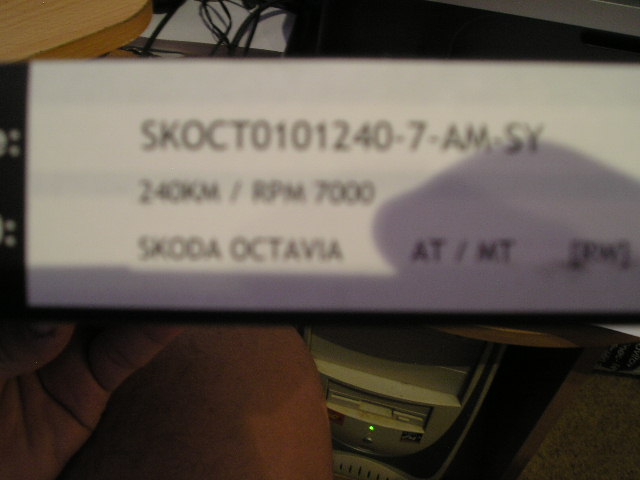 SKOCT0101240-7-AM-SY
240KM / RPM 7000
SKODA OCTAVIA AT / MT